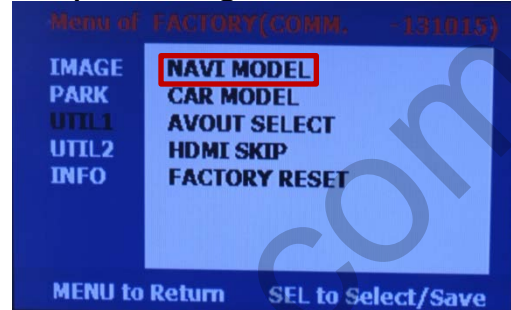 Menu of FACTORY(COMM. -131015)
IMAGE
PARK
UTIL1
UTIL2
INFO
NAVI MODEL
CAR MODEL
AVOUT SELECT
HDMI SKIP
FACTORY RESET
MENU to Return SEL to Select/Save
com